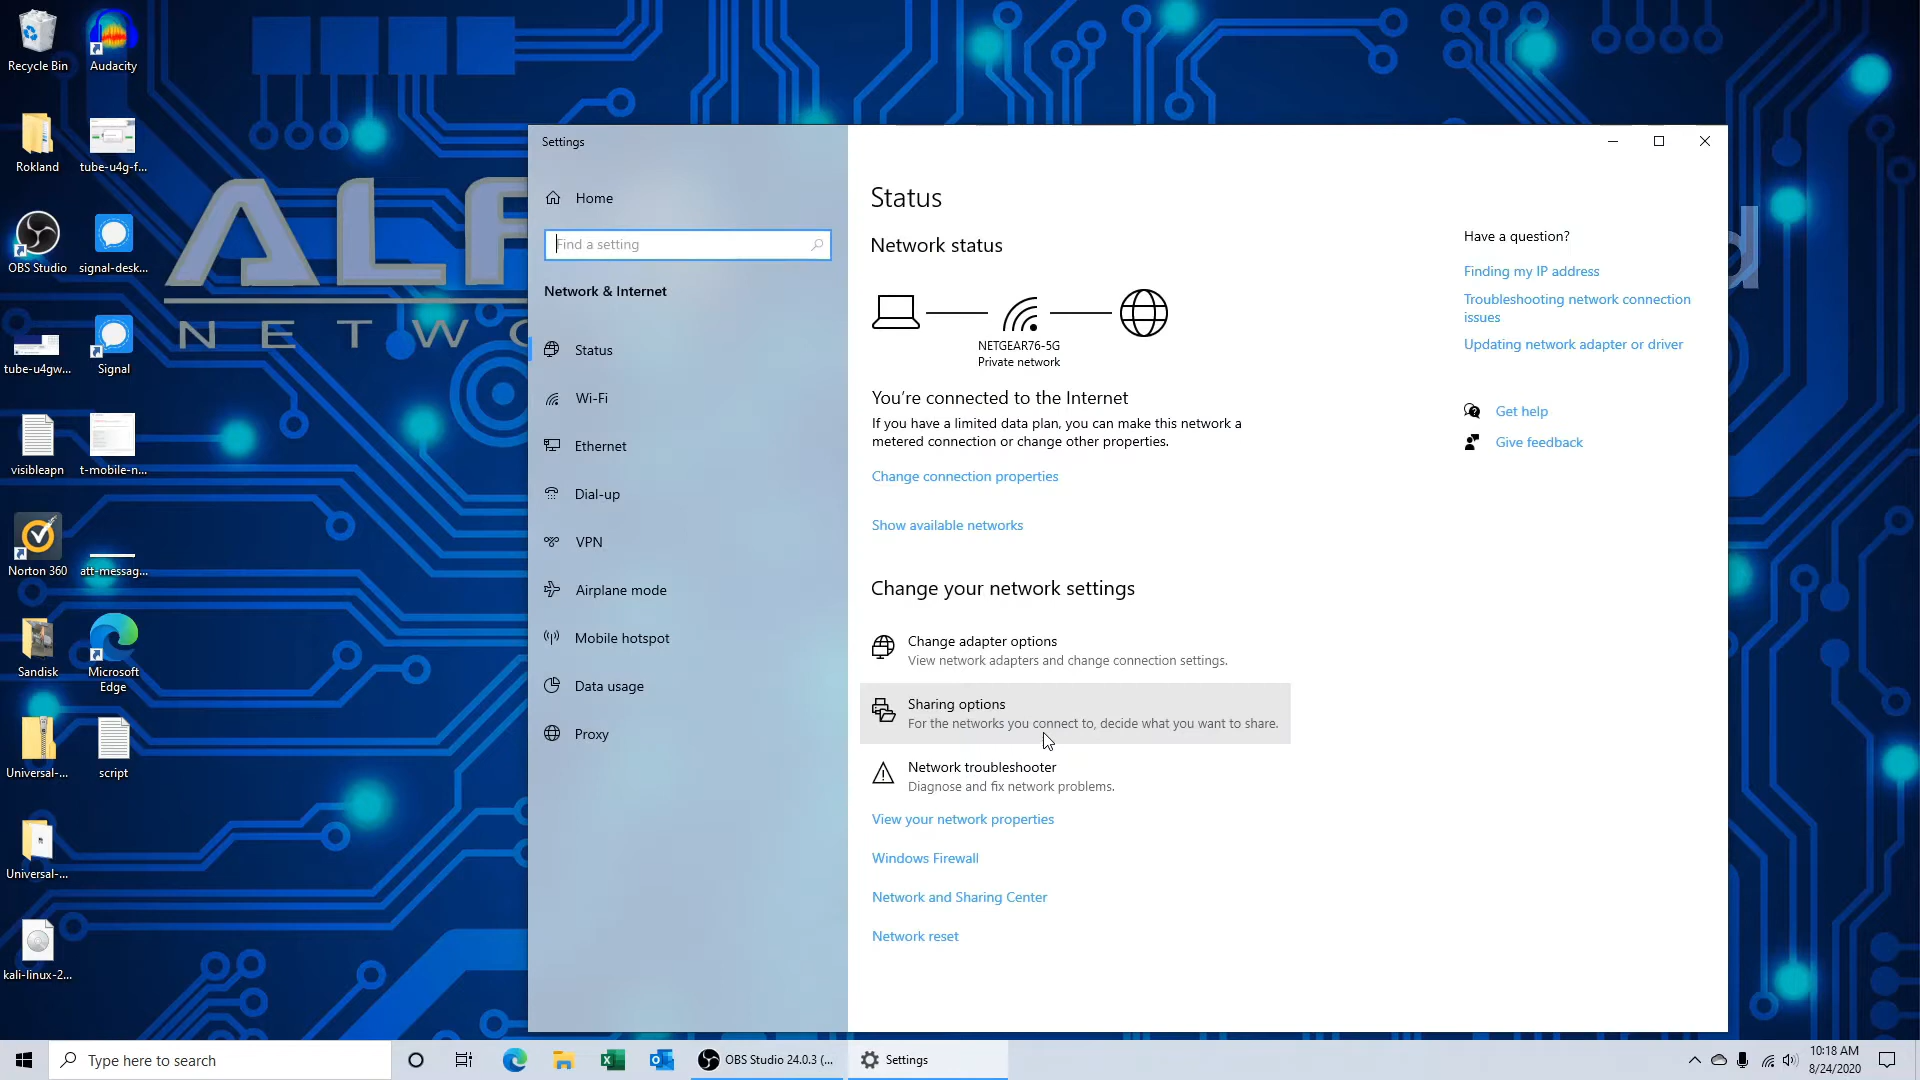 Recycle Bin
Audacity
Rokland
tube-u4g-f...
OBS Studio
signal-desk...
tube-u4gw...
Signal
visibleapn
t-mobile-n...
Norton 360
att-messag...
Sandisk
Microsoft
Edge
Universal-...
script
Universal-...
kali-linux-2...
Settings
Home
Find a setting
Network & Internet
Status
Wi-Fi
Ethernet
Dial-up
VPN
Airplane mode
Mobile hotspot
Data usage
Proxy
Status
Network status
NETGEAR76-5G
Private network
You're connected to the Internet
If you have a limited data plan, you can make this network a
metered connection or change other properties.
Change connection properties
Show available networks
Change your network settings
Change adapter options
View network adapters and change connection settings.
Sharing options
For the networks you connect to, decide what you want to share.
Network troubleshooter
Diagnose and fix network problems.
View your network properties
Windows Firewall
Network and Sharing Center
Network reset
Have a question?
Finding my IP address
Troubleshooting network connection
issues
Updating network adapter or driver
Get help
Give feedback
Type here to search
OBS Studio 24.0.3 (...
Settings
10:18 AM
8/24/2020